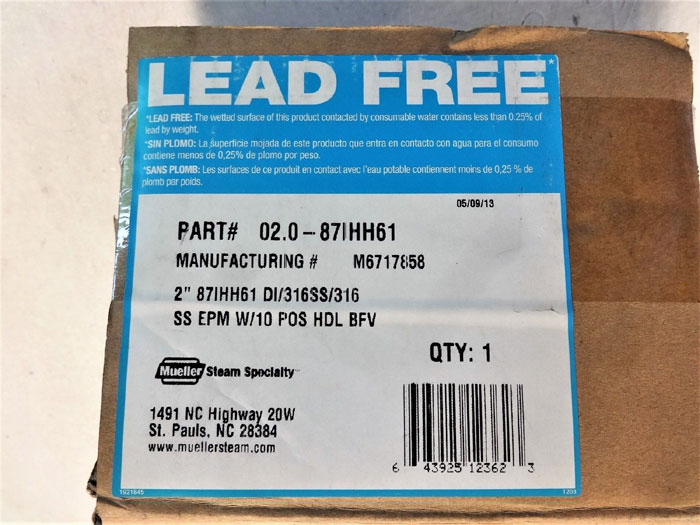 LEAD FREE*
*LEAD FREE: The wetted surface of this product contacted by consumable water contains less than 0.25% of
lead by weight.
*SIN PLOMO: La superficie mojada de este producto que entra en contacto con agua para el consumo
contiene menos de 0,25% de plomo por peso.
*SANS PLOMB: Les surfaces de ce produit en contact avec l'eau potable contiennent moins de 0,25 % de
plomb par poids.
05/09/13
PART# 02.0-87IHH61
MANUFACTURING # M6717858
2" 87IHH61 DI/316SS/316
SS EPM W/10 POS HDL BFV
QTY: 1
Mueller Steam Specialty
1491 NC Highway 20W
St. Pauls, NC 28384
www.muellersteam.com
6 43925 12362 3
1921645 1203